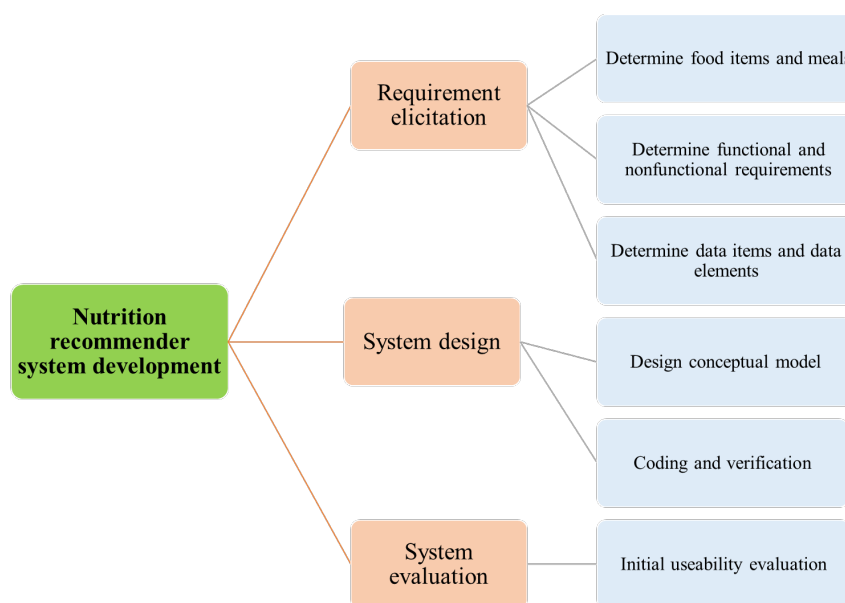 Nutrition
recommender
system development
Requirement
elicitation
Determine food items and meals
Determine functional and
nonfunctional requirements
Determine data items and data
elements
System design
Design conceptual model
Coding and verification
System
evaluation
Initial useability evaluation